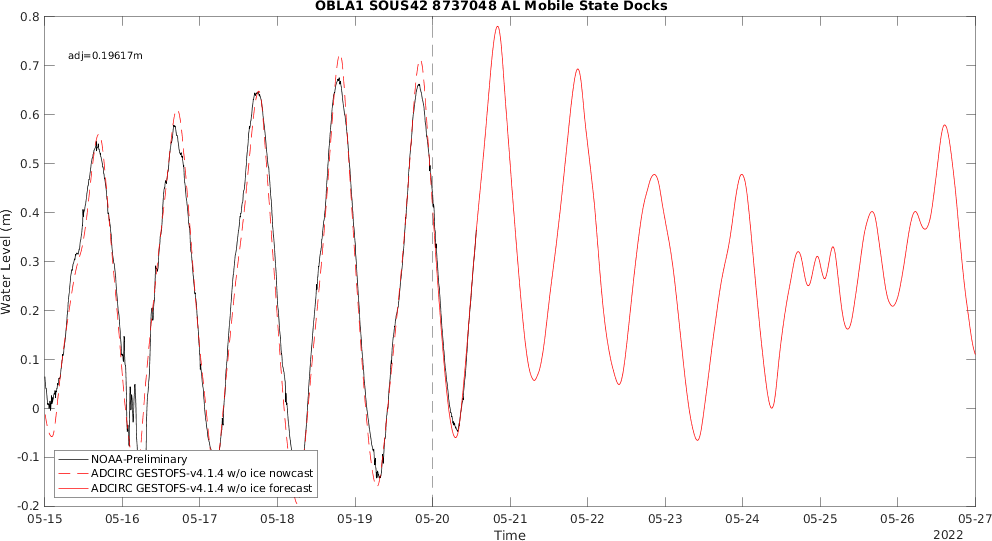 OBLA1 SOUS42 8737048 AL Mobile State Docks
0.8
adj=0.19617m
0.7
0.6
0.5
0.4
0.3
0.2
0.1
0
-0.1
-0.2
Water Level (m)
NOAA-Preliminary
ADCIRC GESTOFS-v4.1.4 w/o ice nowcast
ADCIRC GESTOFS-v4.1.4 w/o ice forecast
05-15 05-16 05-17 05-18 05-19 05-20 05-21 05-22 05-23 05-24 05-25 05-26 05-27
Time
2022